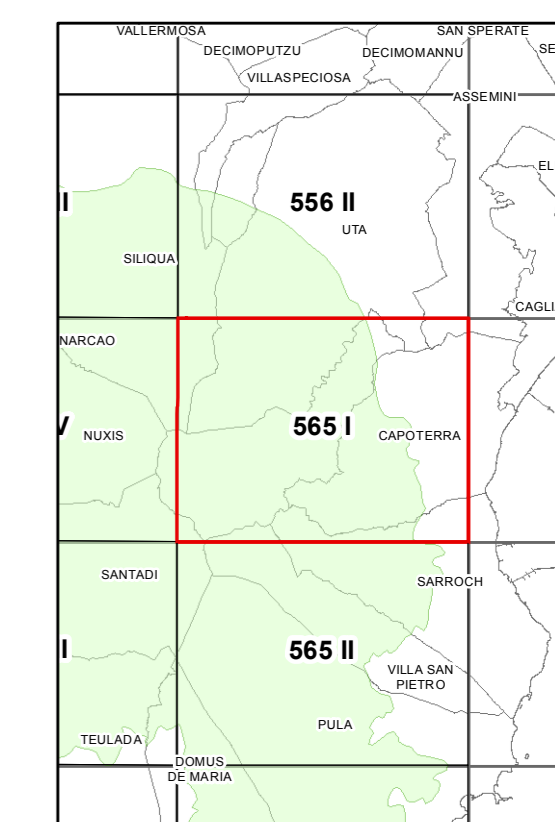 VALLERMOSA
SAN SPERATE
DECIMOPUTZU
DECIMOMANNU
SE
VILLASPECIOSA
ASSEMINI
EL
II
556 II
UTA
SILIQUA
CAGLI
NARCAO
V
NUXIS
565 I
CAPOTERRA
SANTADI
SARROCH
I
565 II
VILLA SAN
PIETRO
PULA
TEULADA
DOMUS
DE MARIA